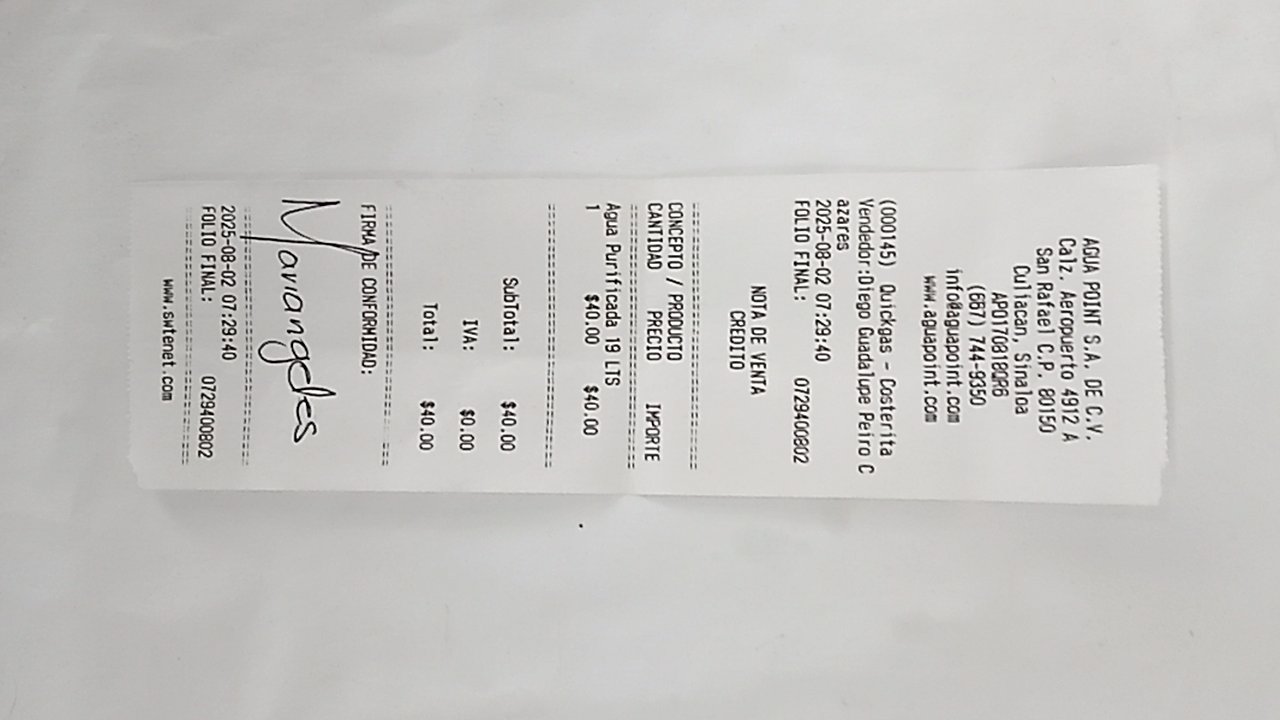 AGUA POINT S.A. DE C.V.
Calz. Aeropuerto 4912 A
San Rafael C.P. 80150
Culiacan, Sinaloa
APO170818QR6
(667) 744-9350
info@aguapoint.com
www.aguapoint.com
(000145) Quickgas - Costerita
Vendedor:Diego Guadalupe Peiro C
azares
2025-08-02 07:29:40
FOLIO FINAL: 0729400802
NOTA DE VENTA
CREDITO
CONCEPTO / PRODUCTO
CANTIDAD PRECIO IMPORTE
Agua Purificada 19 LTS
1 $40.00 $40.00
SubTotal: $40.00
IVA: $0.00
Total: $40.00
FIRMA DE CONFORMIDAD:
Mariangeles
2025-08-02 07:29:40
FOLIO FINAL: 0729400802
www.swtenet.com